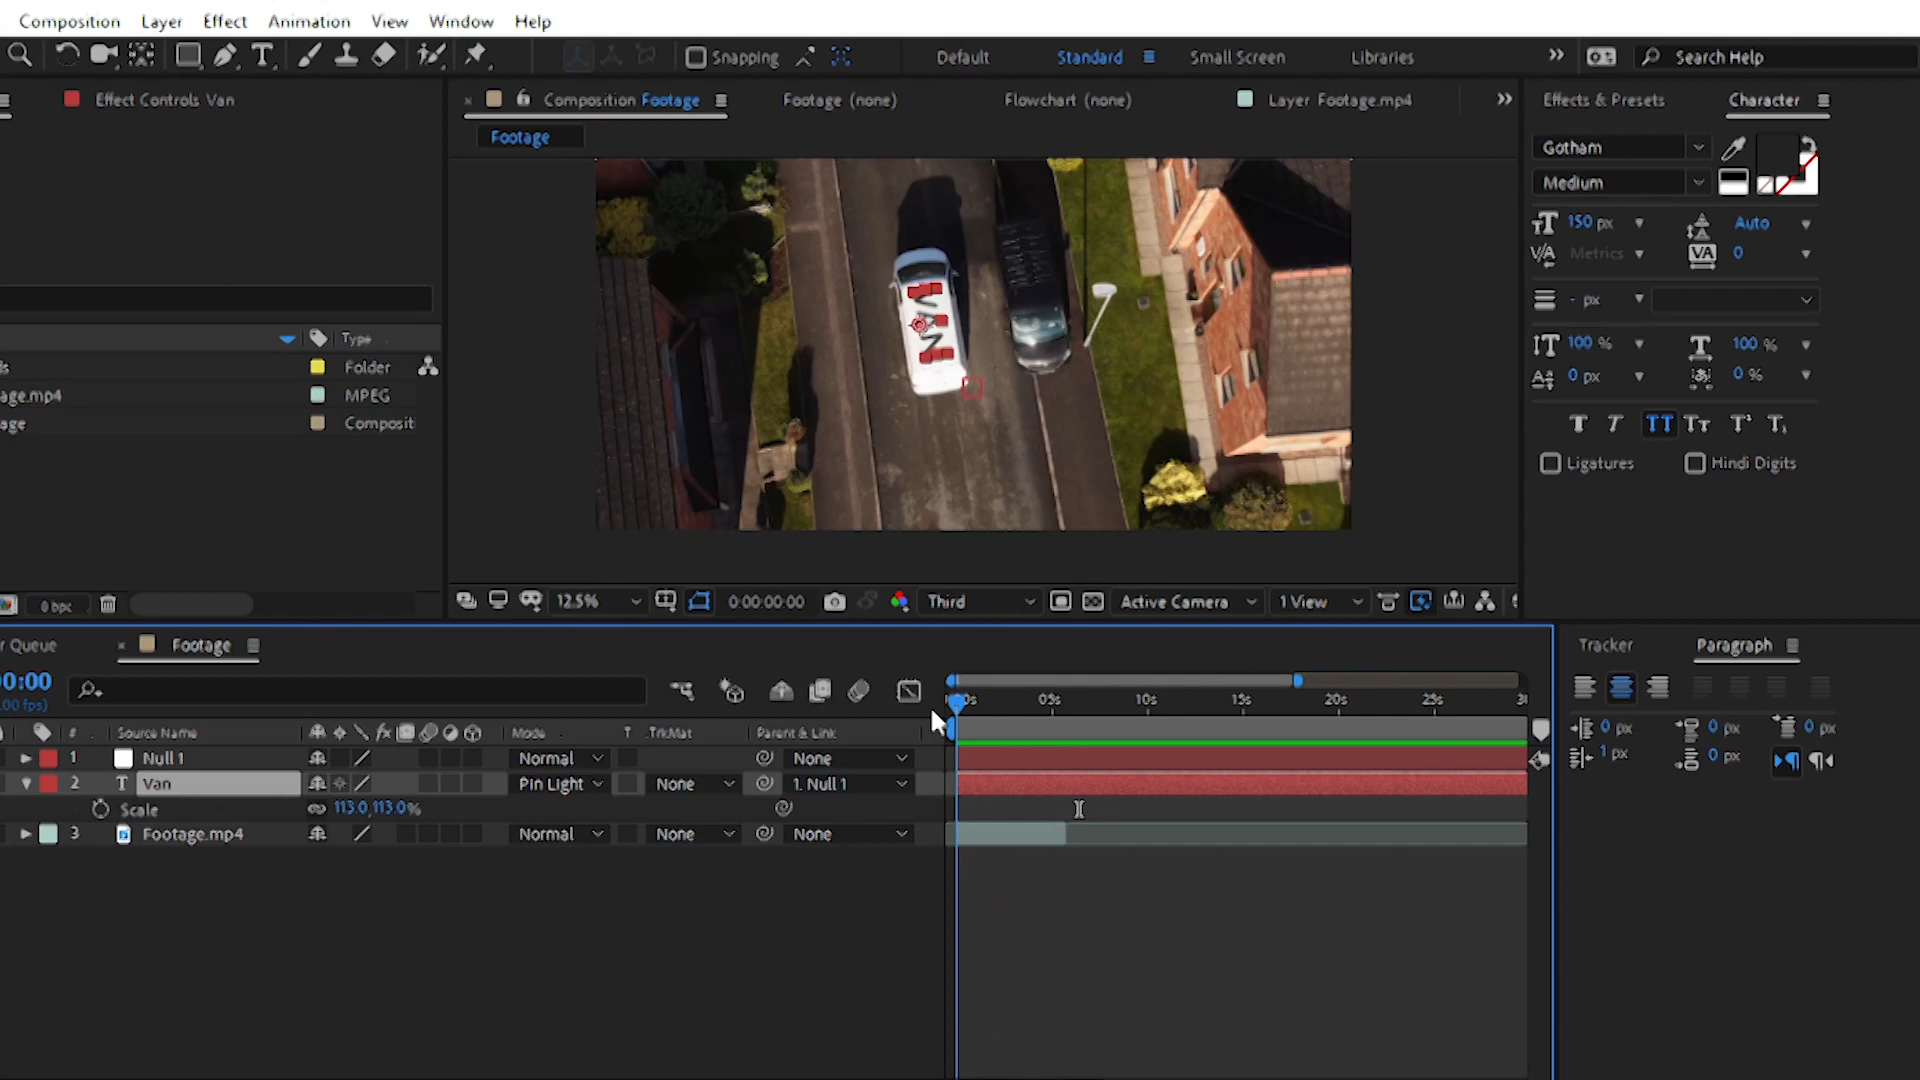 Composition Layer Effect Animation View Window Help
Snapping Default Standard Small Screen Libraries Search Help
Effect Controls Van
Composition Footage Footage (none) Flowchart (none) Layer Footage.mp4
Effects & Presets Character
Footage
Gotham
Medium
150 px Auto
Metrics 0
- px
100 % 100 %
0 px 0 %
Ligatures Hindi Digits
VAN
Type
Folder
age.mp4 MPEG
age Composit
0 bpc
12.5% 0:00:00:00 Third Active Camera 1 View
r Queue Footage
Tracker Paragraph
00:00
00 fps)
05s 10s 15s 20s 25s
0 px 0 px 0 px
1 px 0 px
# Source Name fx Mode T .TrkMat Parent & Link
1 Null 1 Normal None
2 T Van Pin Light None 1. Null 1
Scale 113.0,113.0%
3 Footage.mp4 Normal None None